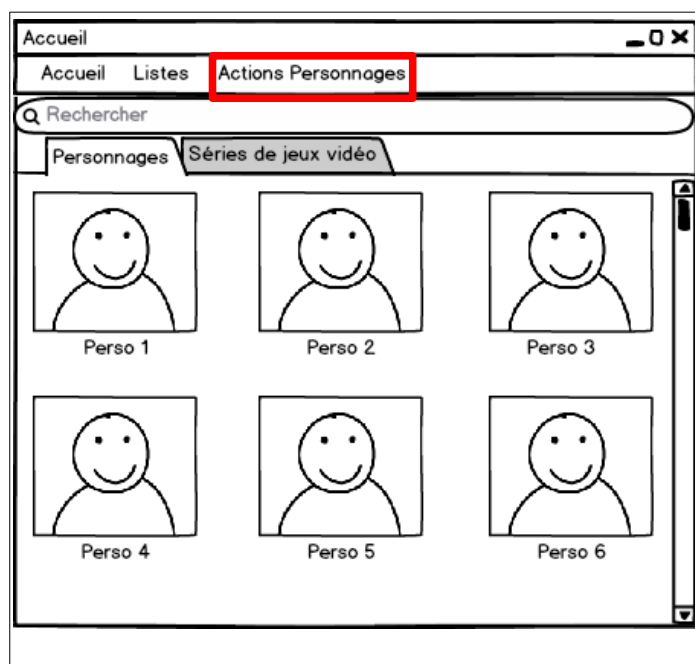 Accueil
Accueil Listes Actions Personnages
Rechercher
Personnages Séries de jeux vidéo
Perso 1 Perso 2 Perso 3
Perso 4 Perso 5 Perso 6